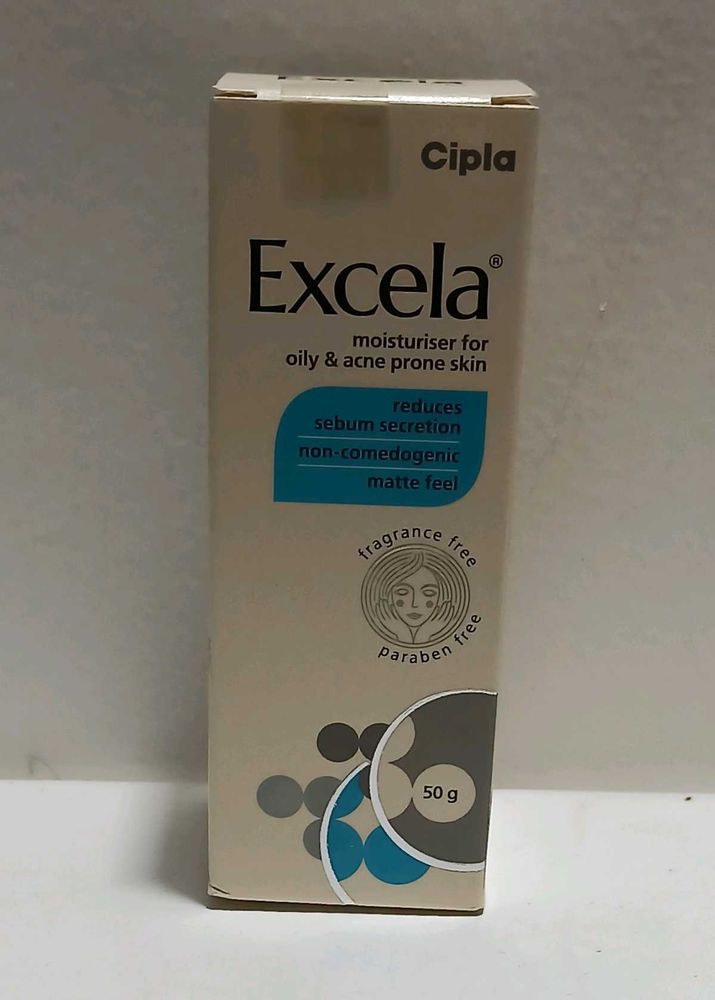 Cipla
Excela®
moisturiser for
oily & acne prone skin
reduces
sebum secretion
non-comedogenic
matte feel
fragrance free
paraben free
50 g